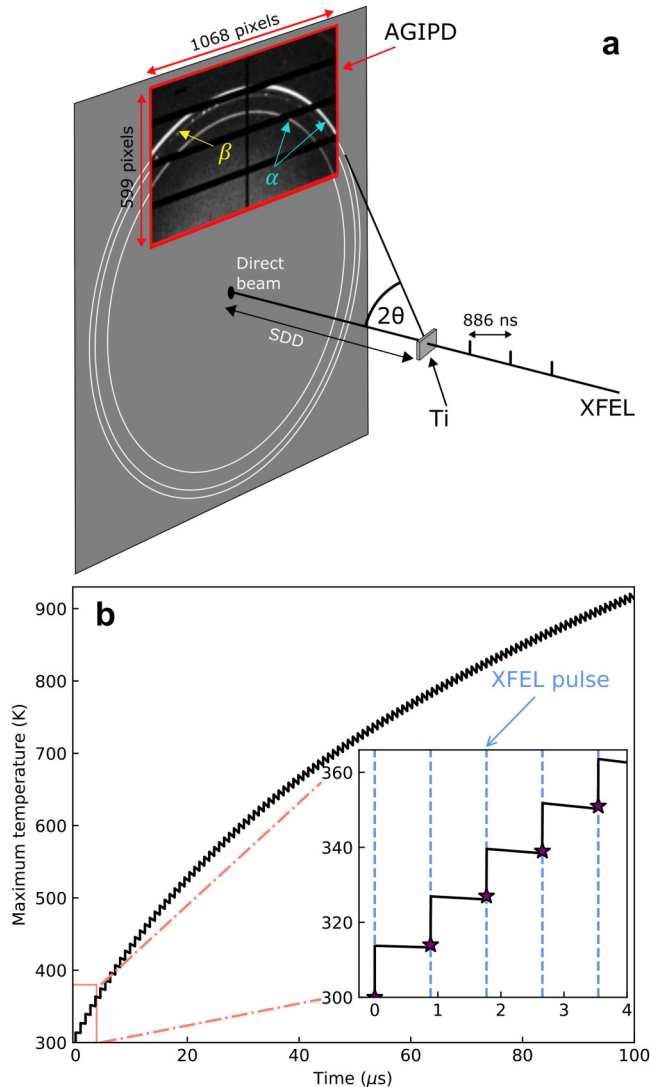 1068 pixels
AGIPD
a
599 pixels
β
α
Direct
beam
2θ
SDD
886 ns
Ti
XFEL
b
Maximum temperature (K)
900
800
700
600
500
400
300
XFEL pulse
360
340
320
300
0 1 2 3 4
0 20 40 60 80 100
Time (μs)